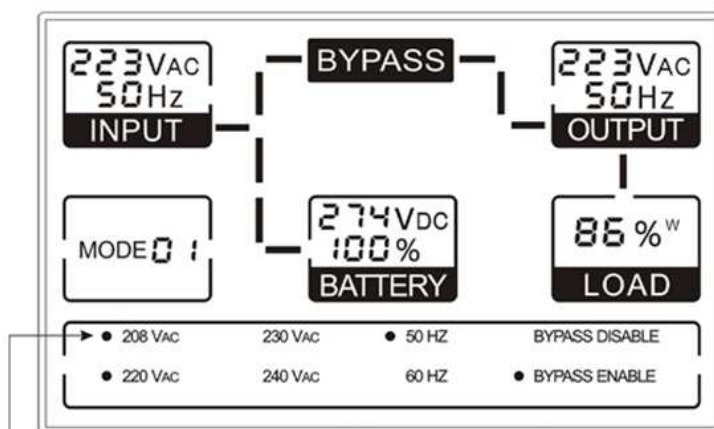 223VAC
50Hz
INPUT
BYPASS
223VAC
50Hz
OUTPUT
MODE 01
274VDC
100%
BATTERY
86%W
LOAD
• 208 VAC 230 VAC • 50 HZ BYPASS DISABLE
• 220 VAC 240 VAC 60 HZ • BYPASS ENABLE